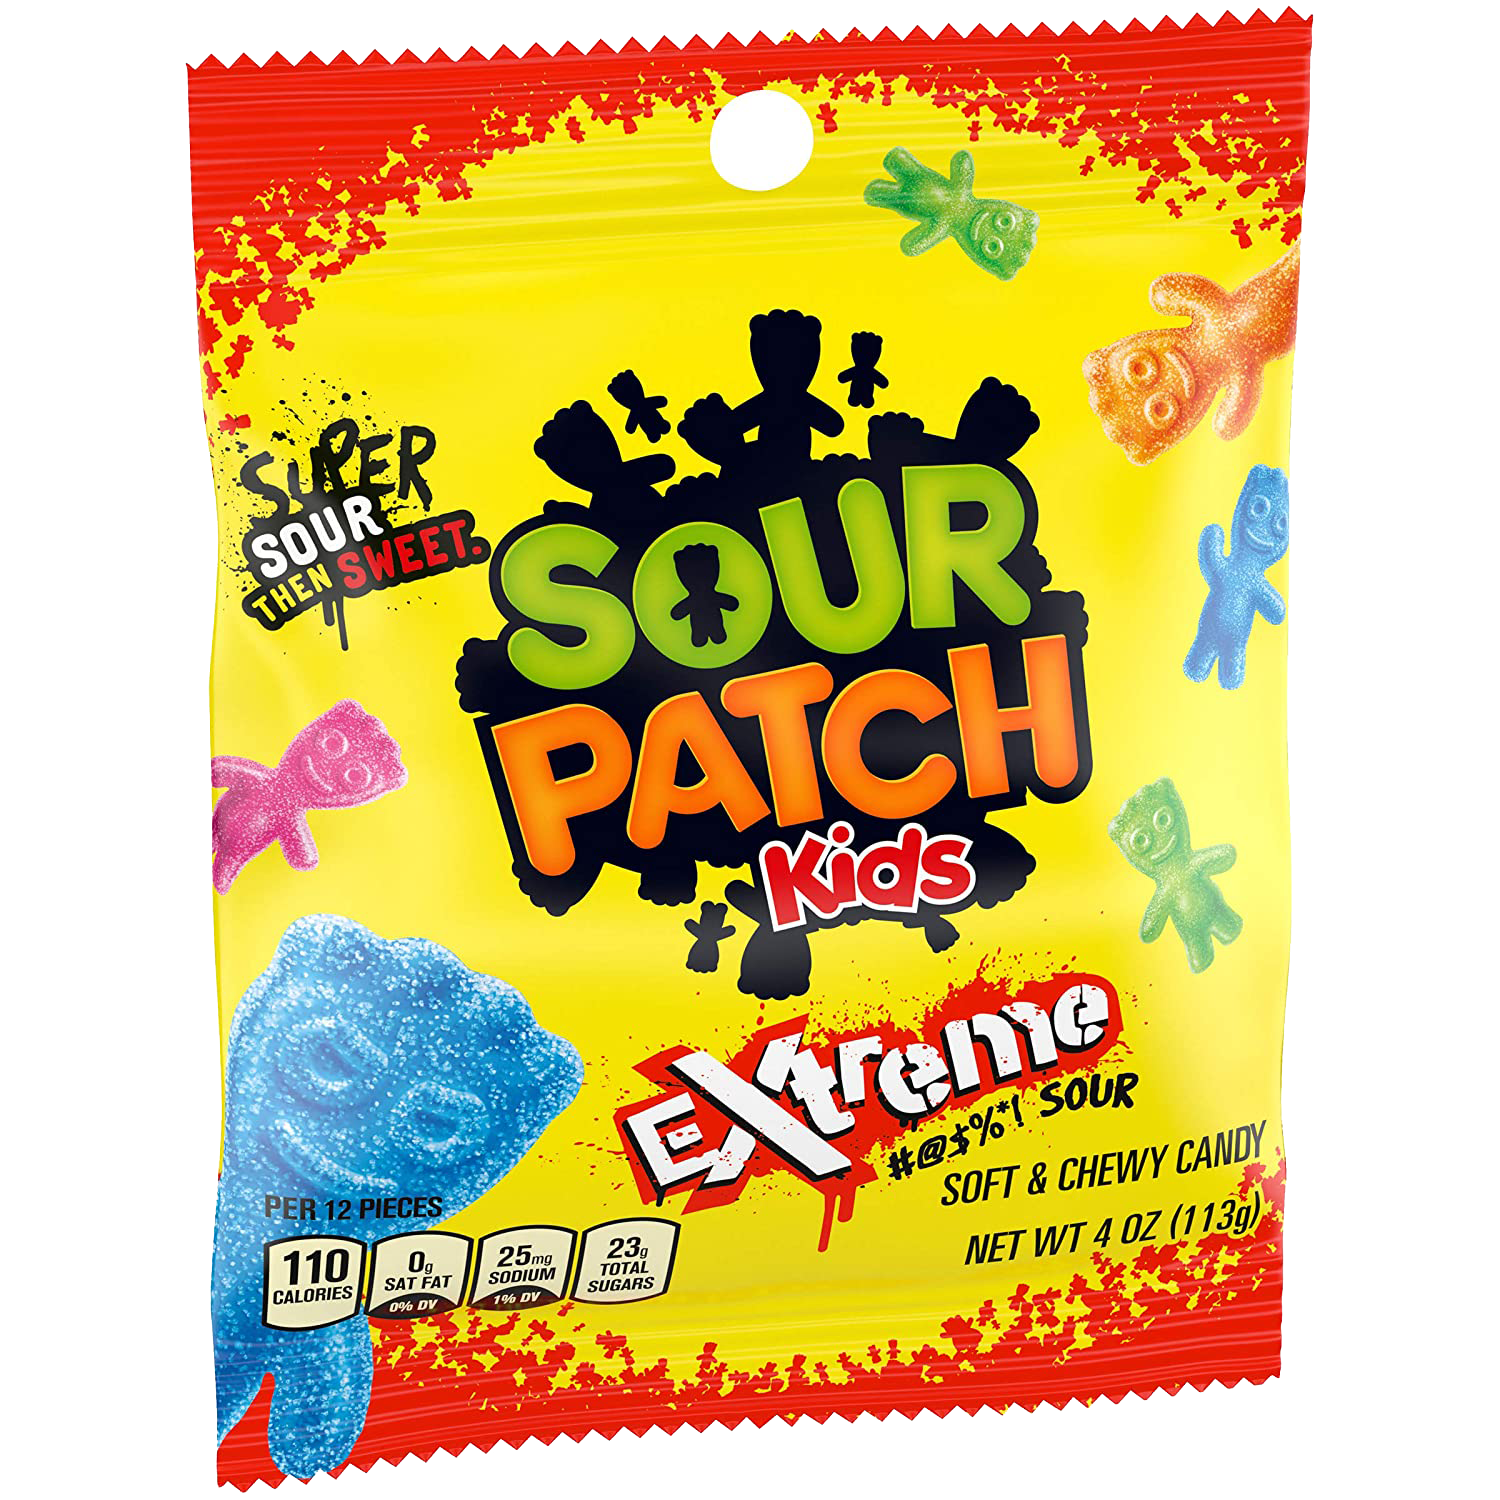 SUPER
SOUR
THEN SWEET.
SOUR
PATCH
Kids
eXtreme
#@$%*! SOUR
SOFT & CHEWY CANDY
NET WT 4 OZ (113g)
PER 12 PIECES
110
CALORIES
0g
SAT FAT
0% DV
25mg
SODIUM
1% DV
23g
TOTAL
SUGARS